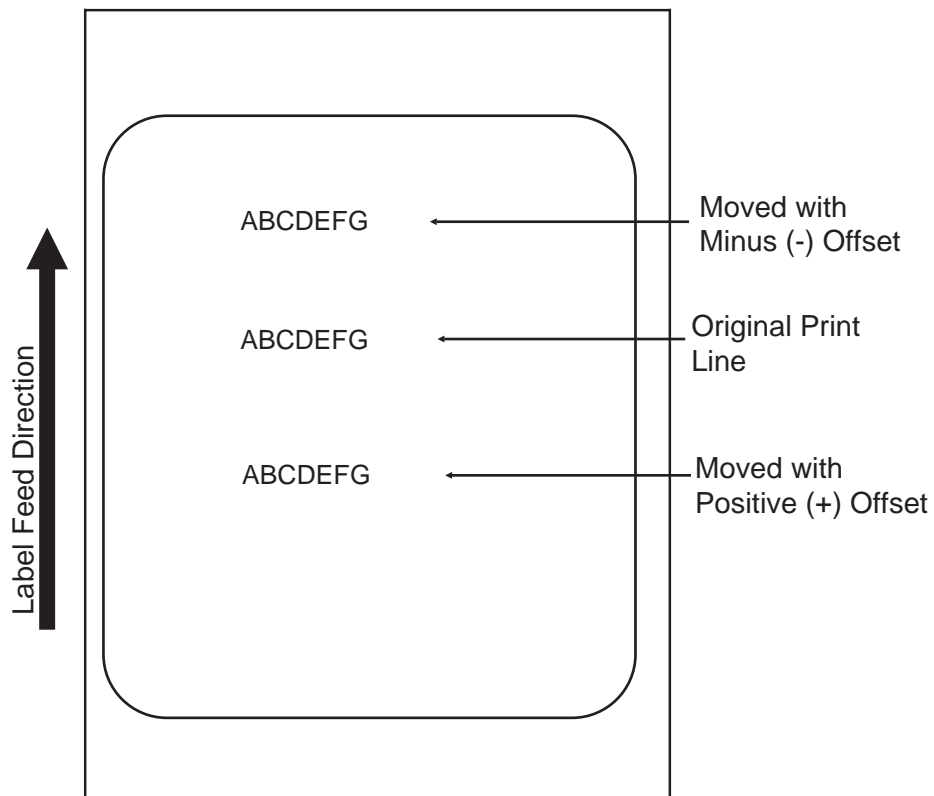 ABCDEFG
Moved with
Minus (-) Offset
ABCDEFG
Original Print
Line
ABCDEFG
Moved with
Positive (+) Offset
Label Feed Direction